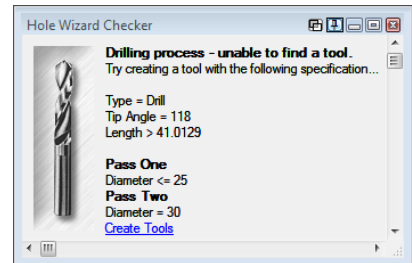 Hole Wizard Checker
Drilling process - unable to find a tool.
Try creating a tool with the following specification...
Type = Drill
Tip Angle = 118
Length > 41.0129
Pass One
Diameter <= 25
Pass Two
Diameter = 30
Create Tools